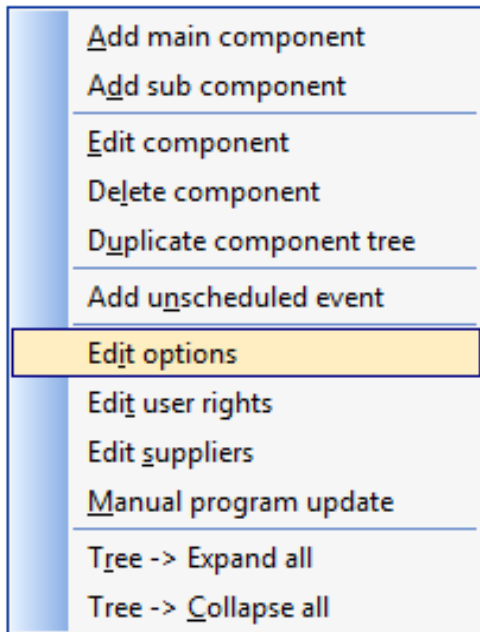 Add main component
Add sub component
Edit component
Delete component
Duplicate component tree
Add unscheduled event
Edit options
Edit user rights
Edit suppliers
Manual program update
Tree -> Expand all
Tree -> Collapse all